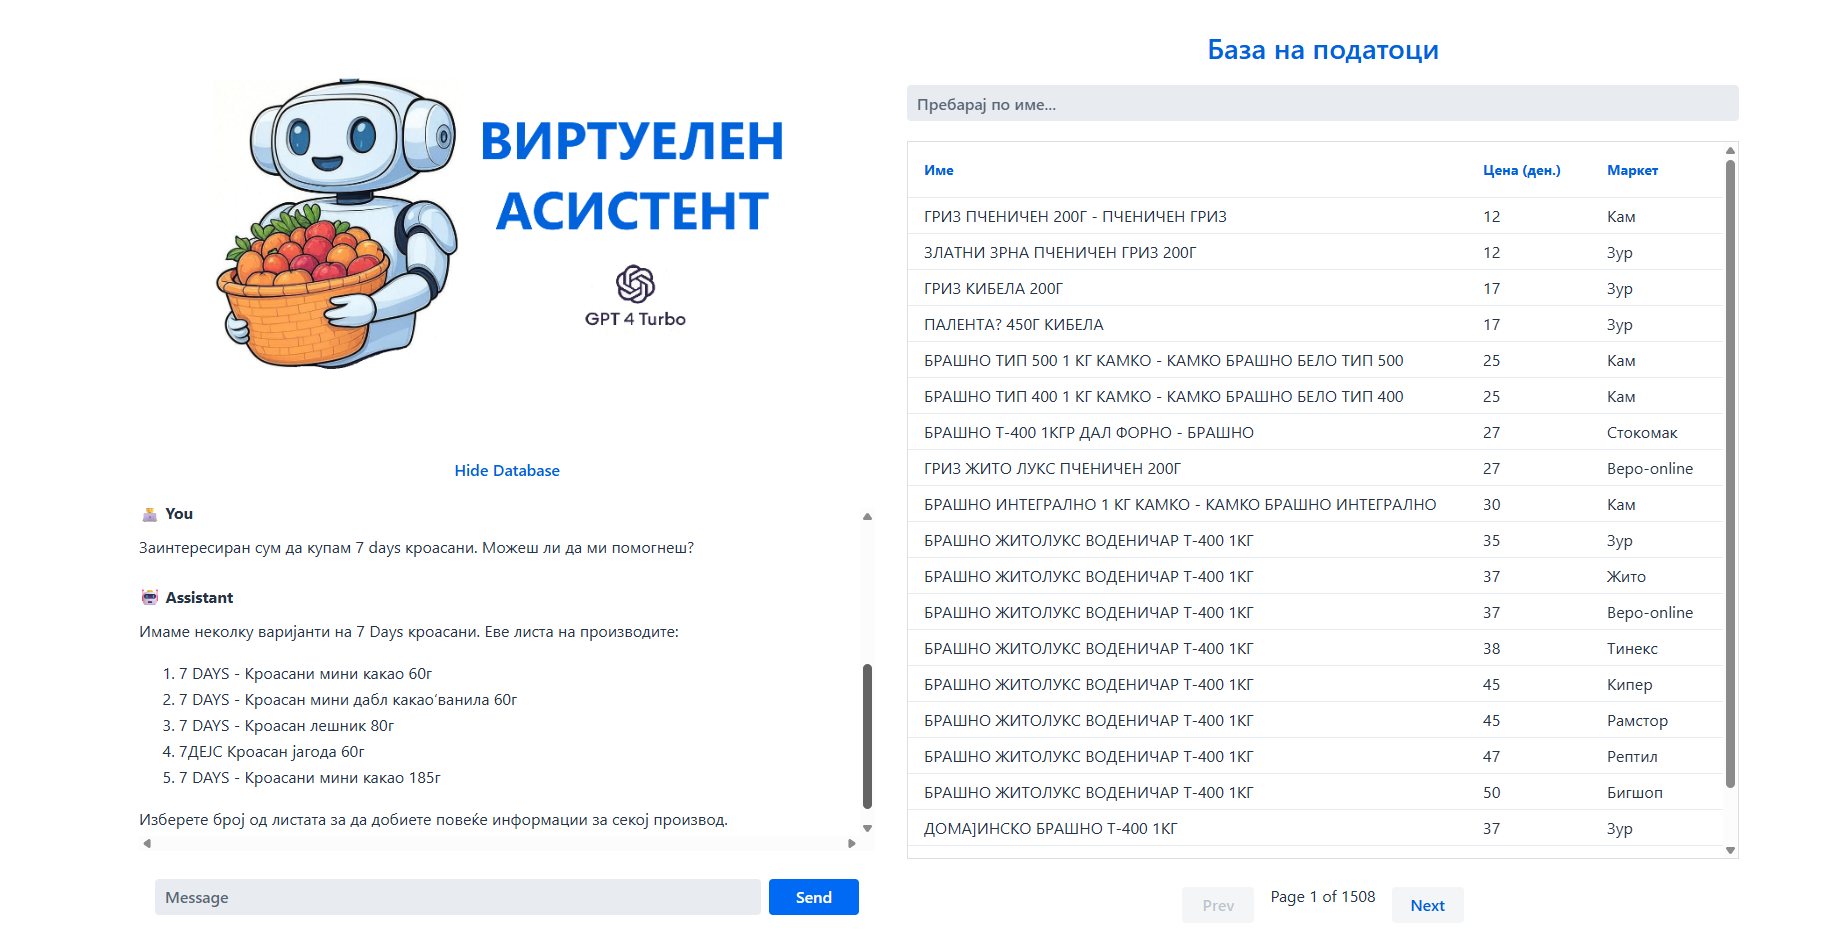 ВИРТУЕЛЕН
АСИСТЕНТ
GPT 4 Turbo
Hide Database
You
Заинтересиран сум да купам 7 days кроасани. Можеш ли да ми помогнеш?
Assistant
Имаме неколку варијанти на 7 Days кроасани. Еве листа на производите:
1. 7 DAYS - Кроасани мини какао 60г
2. 7 DAYS - Кроасан мини дабл какао'ванила 60г
3. 7 DAYS - Кроасан лешник 80г
4. 7ДЕЈС Кроасан јагода 60г
5. 7 DAYS - Кроасани мини какао 185г
Изберете број од листата за да добиете повеќе информации за секој производ.
Message
Send
База на податоци
Пребарај по име...
Име Цена (ден.) Маркет
ГРИЗ ПЧЕНИЧЕН 200Г - ПЧЕНИЧЕН ГРИЗ 12 Кам
ЗЛАТНИ ЗРНА ПЧЕНИЧЕН ГРИЗ 200Г 12 Зур
ГРИЗ КИБЕЛА 200Г 17 Зур
ПАЛЕНТА? 450Г КИБЕЛА 17 Зур
БРАШНО ТИП 500 1 КГ КАМКО - КАМКО БРАШНО БЕЛО ТИП 500 25 Кам
БРАШНО ТИП 400 1 КГ КАМКО - КАМКО БРАШНО БЕЛО ТИП 400 25 Кам
БРАШНО Т-400 1КГР ДАЛ ФОРНО - БРАШНО 27 Стокомак
ГРИЗ ЖИТО ЛУКС ПЧЕНИЧЕН 200Г 27 Веро-online
БРАШНО ИНТЕГРАЛНО 1 КГ КАМКО - КАМКО БРАШНО ИНТЕГРАЛНО 30 Кам
БРАШНО ЖИТОЛУКС ВОДЕНИЧАР Т-400 1КГ 35 Зур
БРАШНО ЖИТОЛУКС ВОДЕНИЧАР Т-400 1КГ 37 Жито
БРАШНО ЖИТОЛУКС ВОДЕНИЧАР Т-400 1КГ 37 Веро-online
БРАШНО ЖИТОЛУКС ВОДЕНИЧАР Т-400 1КГ 38 Тинекс
БРАШНО ЖИТОЛУКС ВОДЕНИЧАР Т-400 1КГ 45 Кипер
БРАШНО ЖИТОЛУКС ВОДЕНИЧАР Т-400 1КГ 45 Рамстор
БРАШНО ЖИТОЛУКС ВОДЕНИЧАР Т-400 1КГ 47 Рептил
БРАШНО ЖИТОЛУКС ВОДЕНИЧАР Т-400 1КГ 50 Бигшоп
ДОМА]ИНСКО БРАШНО Т-400 1КГ 37 Зур
Prev Page 1 of 1508 Next